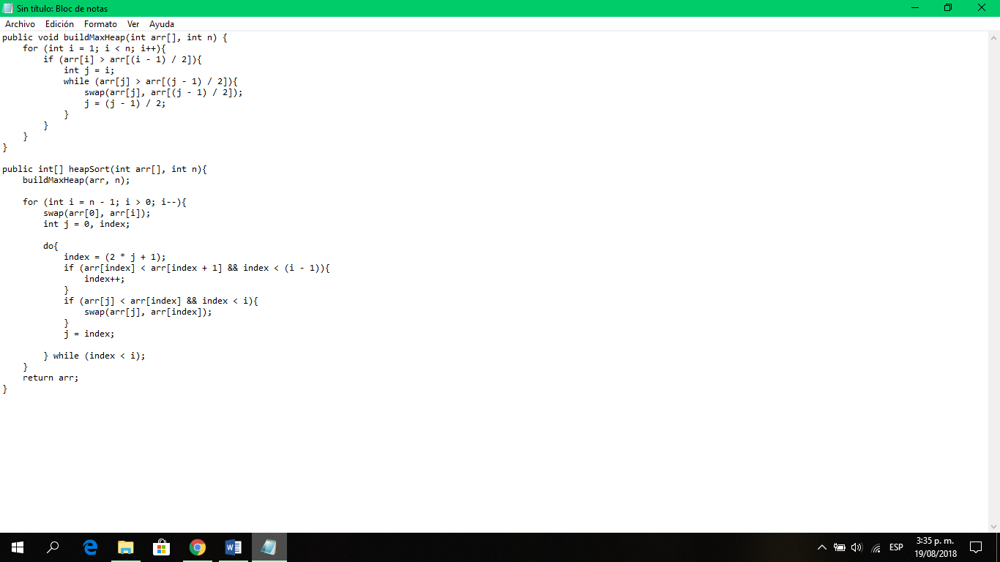 Sin título: Bloc de notas
Archivo Edición Formato Ver Ayuda
public void buildMaxHeap(int arr[], int n) {
    for (int i = 1; i < n; i++){
        if (arr[i] > arr[(i - 1) / 2]){
            int j = i;
            while (arr[j] > arr[(j - 1) / 2]){
                swap(arr[j], arr[(j - 1) / 2]);
                j = (j - 1) / 2;
            }
        }
    }
}

public int[] heapSort(int arr[], int n){
    buildMaxHeap(arr, n);

    for (int i = n - 1; i > 0; i--){
        swap(arr[0], arr[i]);
        int j = 0, index;

        do{
            index = (2 * j + 1);
            if (arr[index] < arr[index + 1] && index < (i - 1)){
                index++;
            }
            if (arr[j] < arr[index] && index < i){
                swap(arr[j], arr[index]);
            }
            j = index;

        } while (index < i);
    }
    return arr;
}
ESP
3:35 p. m.
19/08/2018